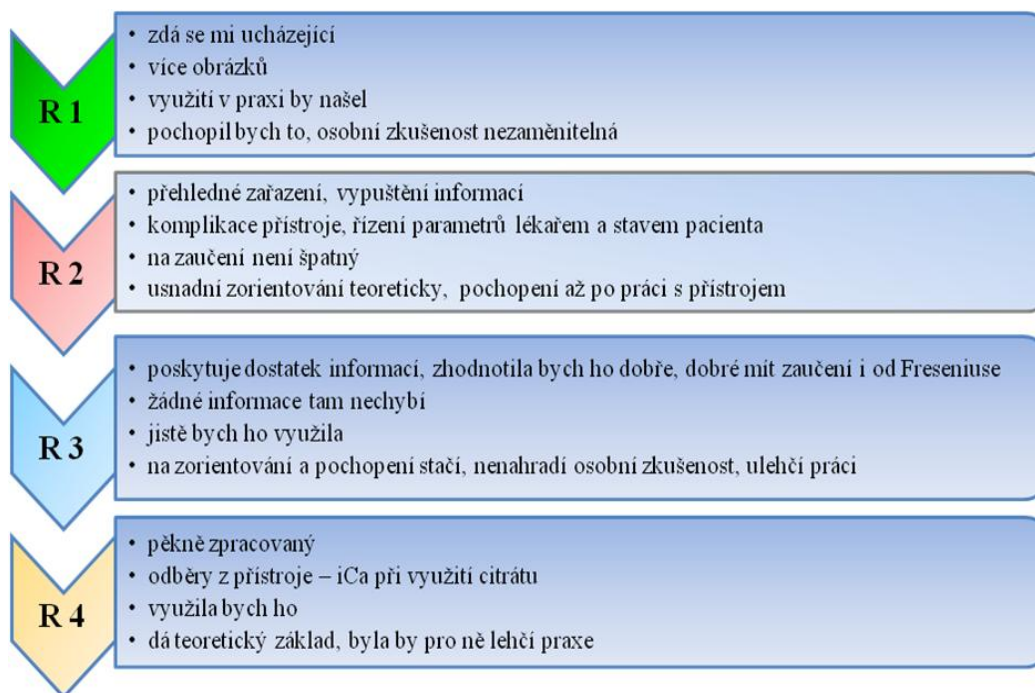 R 1
• zdá se mi ucházející
• více obrázků
• využití v praxi by našel
• pochopil bych to, osobní zkušenost nezaměnitelná
R 2
• přehledné zařazení, vypuštění informací
• komplikace přístroje, řízení parametrů lékařem a stavem pacienta
• na zaučení není špatný
• usnadní zorientování teoreticky, pochopení až po práci s přístrojem
R 3
• poskytuje dostatek informací, zhodnotila bych ho dobře, dobré mít zaučení i od Freseniuse
• žádné informace tam nechybí
• jistě bych ho využila
• na zorientování a pochopení stačí, nenahradí osobní zkušenost, ulehčí práci
R 4
• pěkně zpracovaný
• odběry z přístroje – iCa při využití citrátu
• využila bych ho
• dá teoretický základ, byla by pro ně lehčí praxe